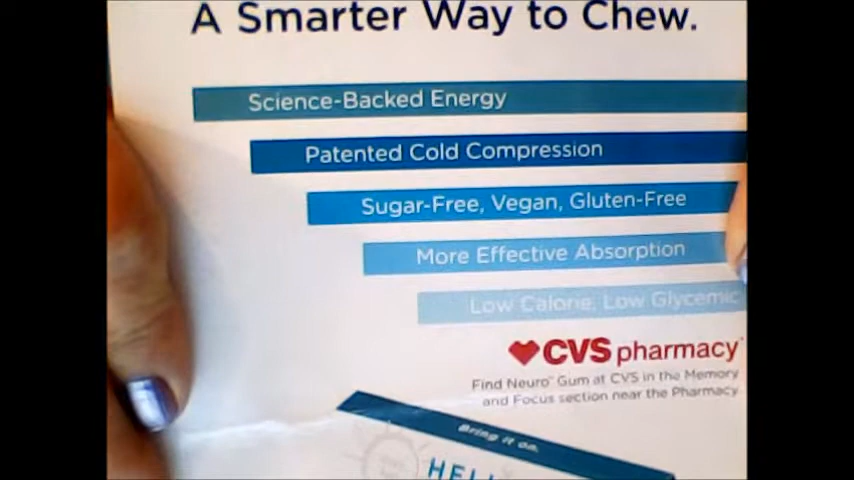 A Smarter Way to Chew.
Science-Backed Energy
Patented Cold Compression
Sugar-Free, Vegan, Gluten-Free
More Effective Absorption
Low Calorie, Low Glycemic
CVS pharmacy
Find Neuro™ Gum at CVS in the Memory
and Focus section near the Pharmacy
Bring it on.